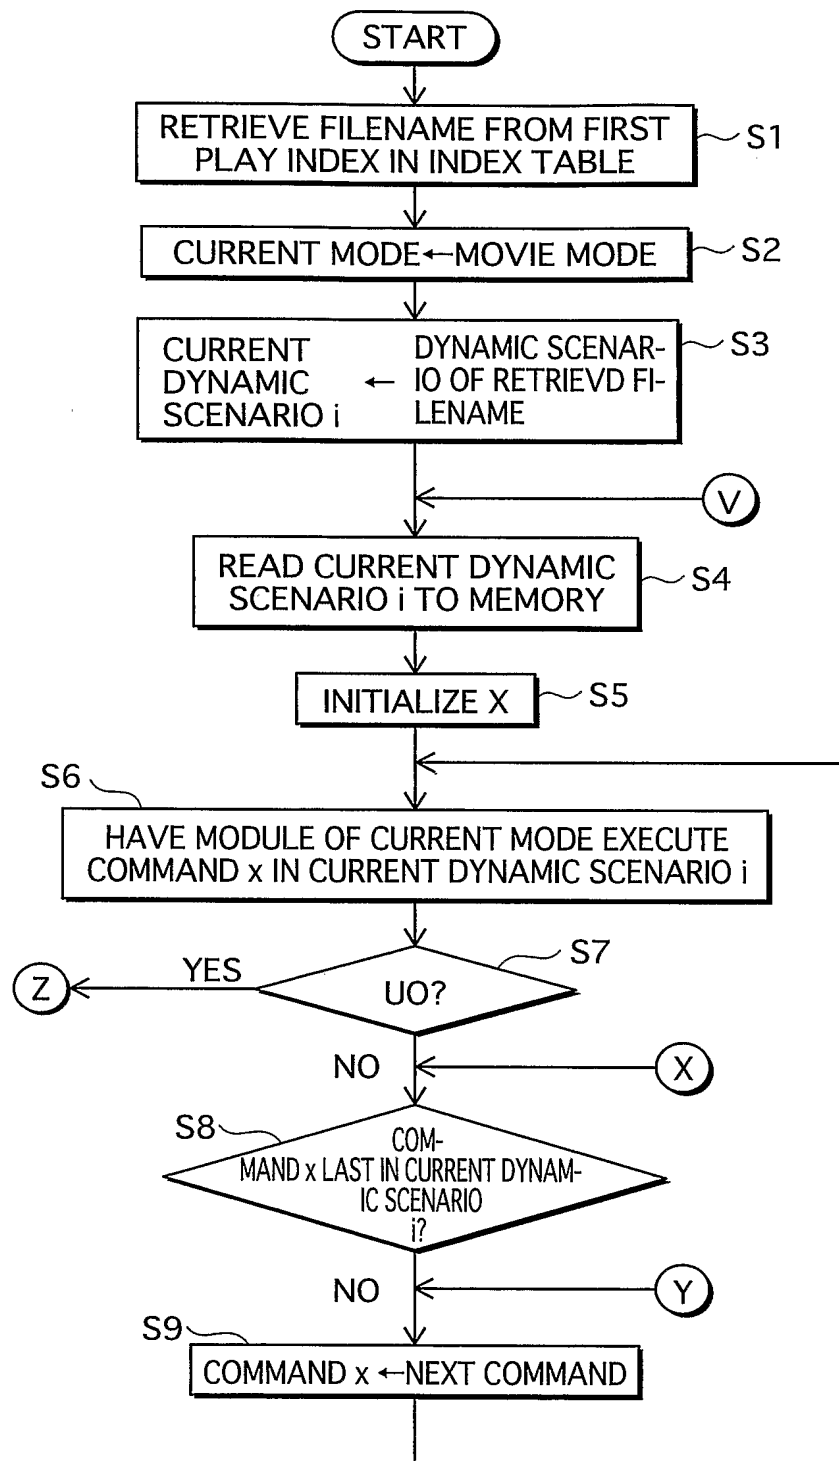 START
RETRIEVE FILENAME FROM FIRST
PLAY INDEX IN INDEX TABLE
S1
CURRENT MODE←MOVIE MODE
S2
CURRENT
DYNAMIC
SCENARIO i
←
DYNAMIC SCENAR-
IO OF RETRIEVD FI-
LENAME
S3
V
READ CURRENT DYNAMIC
SCENARIO i TO MEMORY
S4
INITIALIZE X
S5
S6
HAVE MODULE OF CURRENT MODE EXECUTE
COMMAND x IN CURRENT DYNAMIC SCENARIO i
S7
Z
YES
UO?
NO
X
S8
COM-
MAND x LAST IN CURRENT DYNAM-
IC SCENARIO
i?
NO
Y
S9
COMMAND x ←NEXT COMMAND